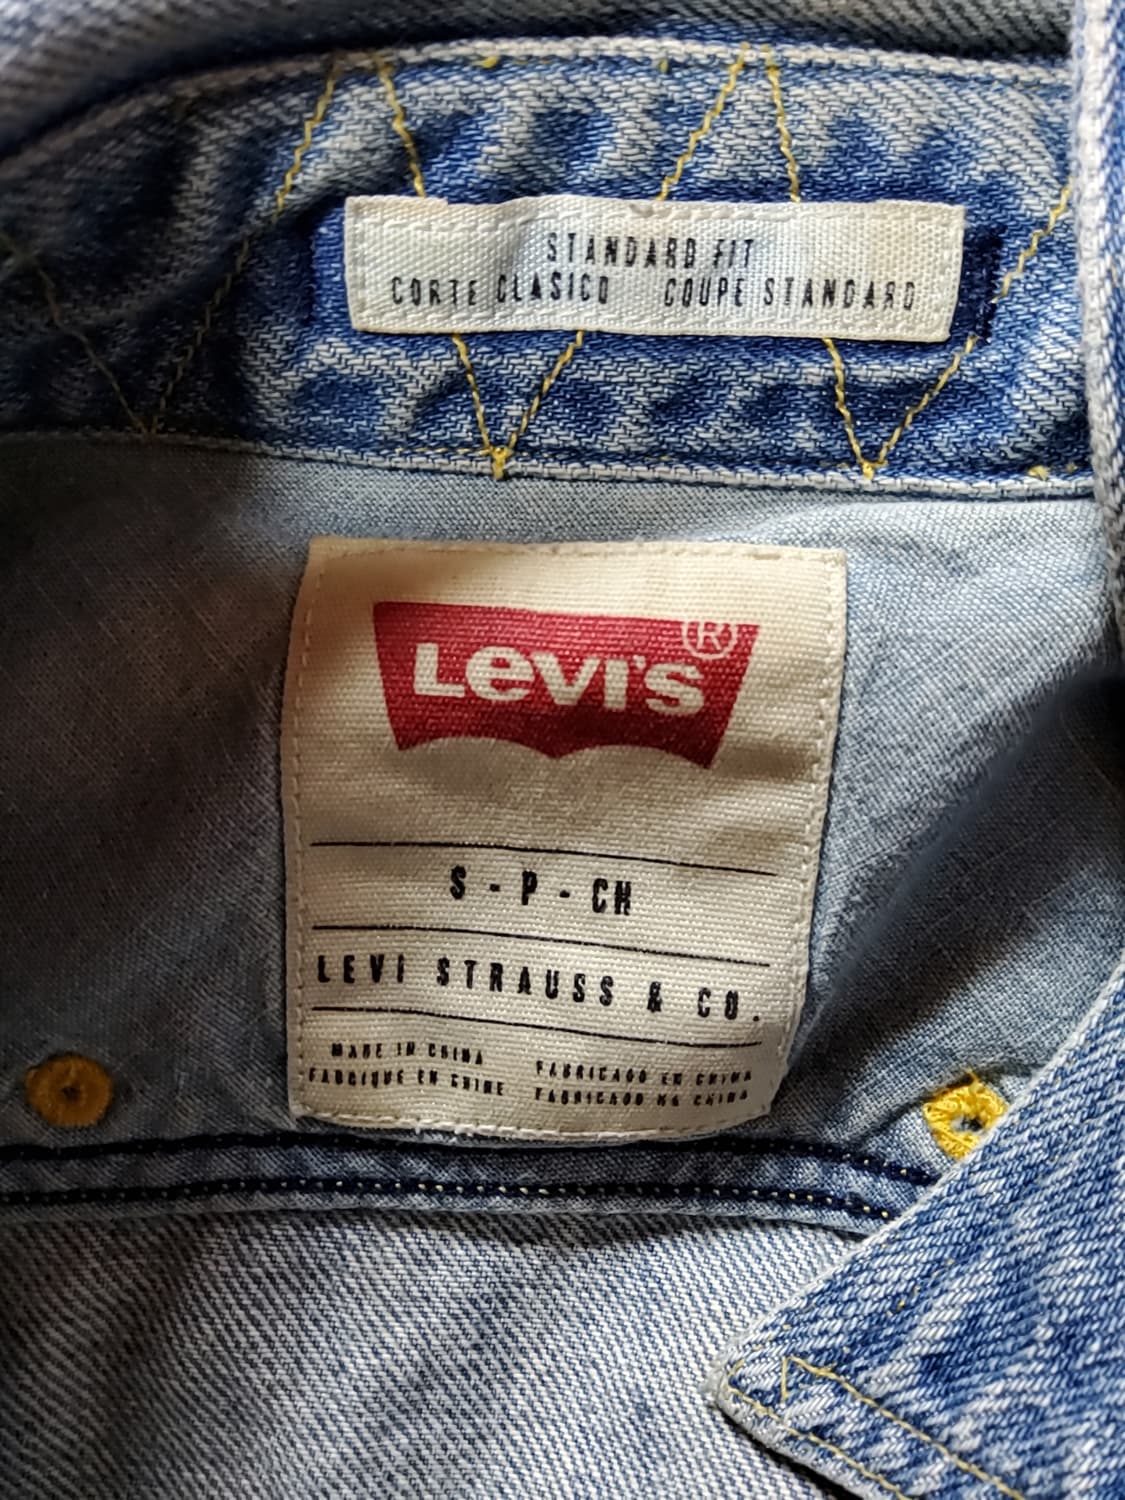 STANDARD FIT
CORTE CLASICO COUPE STANDARD
LEVI'S®
S - P - CH
LEVI STRAUSS & CO.
MADE IN CHINA FABRICADO EN CHINA
FABRIQUÉ EN CHINE FABRICADO NA CHINA